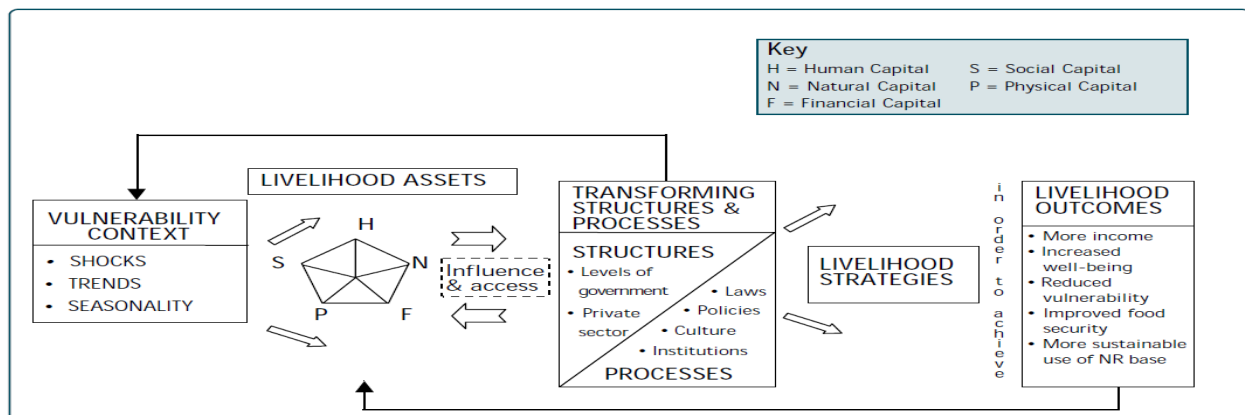 Key
H = Human Capital S = Social Capital
N = Natural Capital P = Physical Capital
F = Financial Capital
LIVELIHOOD ASSETS
VULNERABILITY
CONTEXT
• SHOCKS
• TRENDS
• SEASONALITY
H
S
N
P
F
Influence
& access
TRANSFORMING
STRUCTURES &
PROCESSES
STRUCTURES
• Levels of
government
• Private
sector
• Laws
• Policies
• Culture
• Institutions
PROCESSES
LIVELIHOOD
STRATEGIES
in order to achieve
LIVELIHOOD
OUTCOMES
• More income
• Increased
well-being
• Reduced
vulnerability
• Improved food
security
• More sustainable
use of NR base